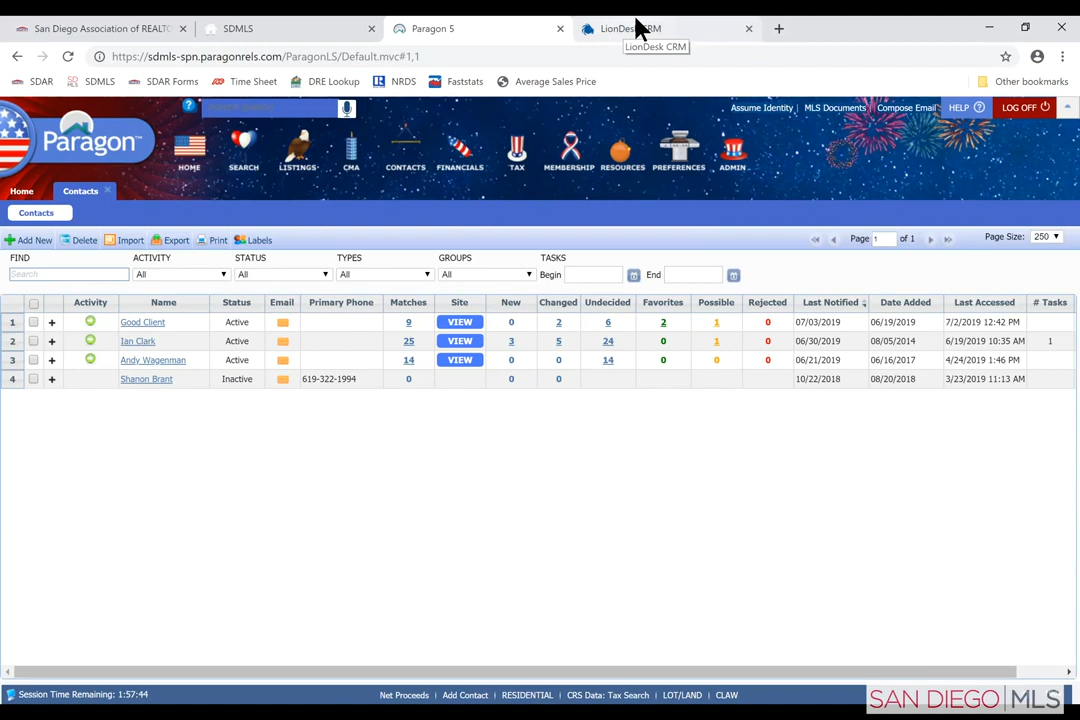 San Diego Association of REALTO
SDMLS
Paragon 5
LionDesk CRM
LionDesk CRM
https://sdmls-spn.paragonrels.com/ParagonLS/Default.mvc#1,1
SDAR SDMLS SDAR Forms Time Sheet DRE Lookup NRDS Faststats Average Sales Price Other bookmarks
Assume Identity MLS Documents Compose Email HELP LOG OFF
Paragon™
HOME SEARCH LISTINGS CMA CONTACTS FINANCIALS TAX MEMBERSHIP RESOURCES PREFERENCES ADMIN
Home Contacts
Contacts
Add New Delete Import Export Print Labels Page 1 of 1 Page Size: 250
FIND ACTIVITY STATUS TYPES GROUPS TASKS
Search All All All All Begin End
Activity Name Status Email Primary Phone Matches Site New Changed Undecided Favorites Possible Rejected Last Notified Date Added Last Accessed # Tasks
1 Good Client Active 9 VIEW 0 2 6 2 1 0 07/03/2019 06/19/2019 7/2/2019 12:42 PM
2 Ian Clark Active 25 VIEW 3 5 24 0 1 0 06/30/2019 08/05/2014 6/19/2019 10:35 AM 1
3 Andy Wagenman Active 14 VIEW 0 0 14 0 0 0 06/21/2019 06/16/2017 4/24/2019 1:46 PM
4 Shanon Brant Inactive 619-322-1994 0 0 0 10/22/2018 08/20/2018 3/23/2019 11:13 AM
Session Time Remaining: 1:57:44 Net Proceeds | Add Contact | RESIDENTIAL | CRS Data: Tax Search | LOT/LAND | CLAW
SAN DIEGO MLS